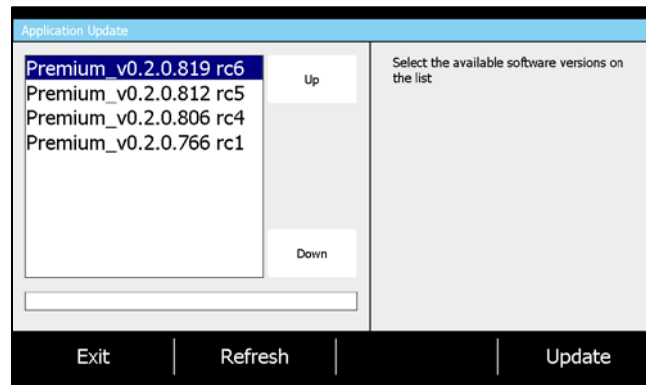 Application Update
Premium_v0.2.0.819 rc6
Premium_v0.2.0.812 rc5
Premium_v0.2.0.806 rc4
Premium_v0.2.0.766 rc1
Up
Down
Select the available software versions on
the list
Exit
Refresh
Update